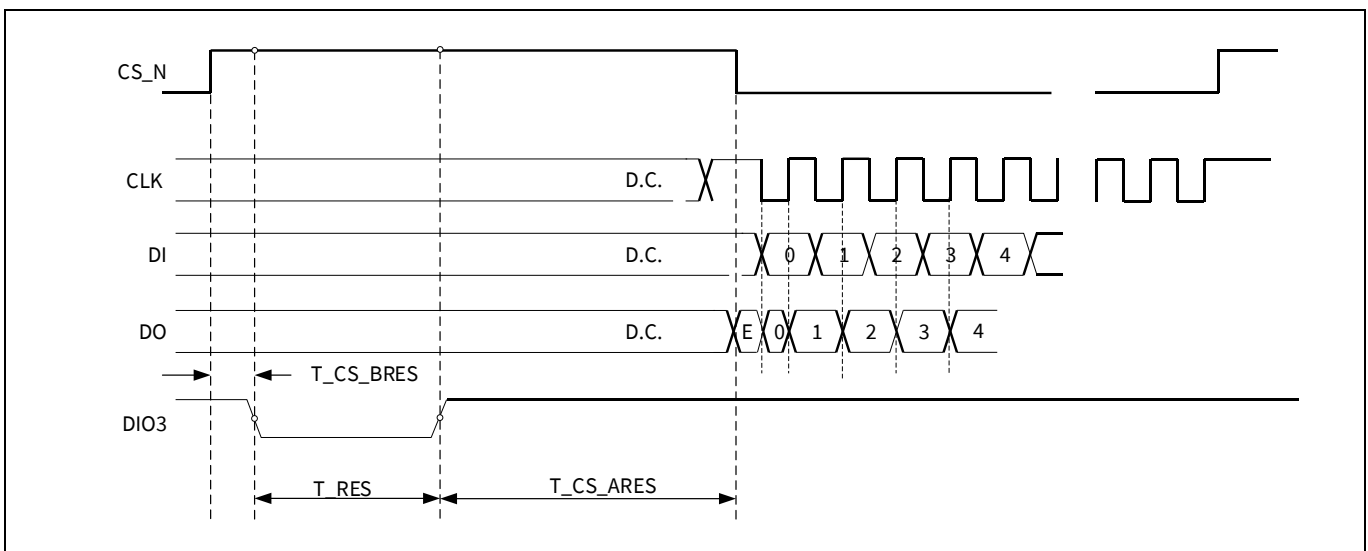 CS_N
CLK D.C.
DI D.C. 0 1 2 3 4
DO D.C. E 0 1 2 3 4
T_CS_BRES
DIO3
T_RES T_CS_ARES